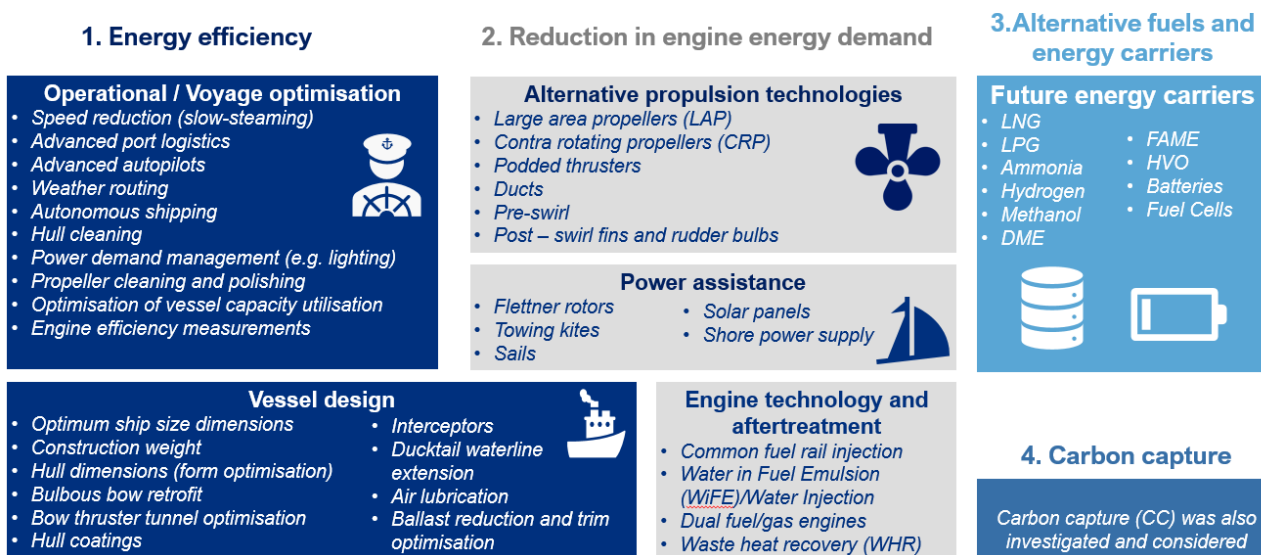 1. Energy efficiency
Operational / Voyage optimisation
• Speed reduction (slow-steaming)
• Advanced port logistics
• Advanced autopilots
• Weather routing
• Autonomous shipping
• Hull cleaning
• Power demand management (e.g. lighting)
• Propeller cleaning and polishing
• Optimisation of vessel capacity utilisation
• Engine efficiency measurements
Vessel design
• Optimum ship size dimensions
• Construction weight
• Hull dimensions (form optimisation)
• Bulbous bow retrofit
• Bow thruster tunnel optimisation
• Hull coatings
• Interceptors
• Ducktail waterline
extension
• Air lubrication
• Ballast reduction and trim
optimisation
2. Reduction in engine energy demand
Alternative propulsion technologies
• Large area propellers (LAP)
• Contra rotating propellers (CRP)
• Podded thrusters
• Ducts
• Pre-swirl
• Post – swirl fins and rudder bulbs
Power assistance
• Flettner rotors
• Towing kites
• Sails
• Solar panels
• Shore power supply
Engine technology and
aftertreatment
• Common fuel rail injection
• Water in Fuel Emulsion
(WiFE)/Water Injection
• Dual fuel/gas engines
• Waste heat recovery (WHR)
3.Alternative fuels and
energy carriers
Future energy carriers
• LNG
• LPG
• Ammonia
• Hydrogen
• Methanol
• DME
• FAME
• HVO
• Batteries
• Fuel Cells
4. Carbon capture
Carbon capture (CC) was also
investigated and considered